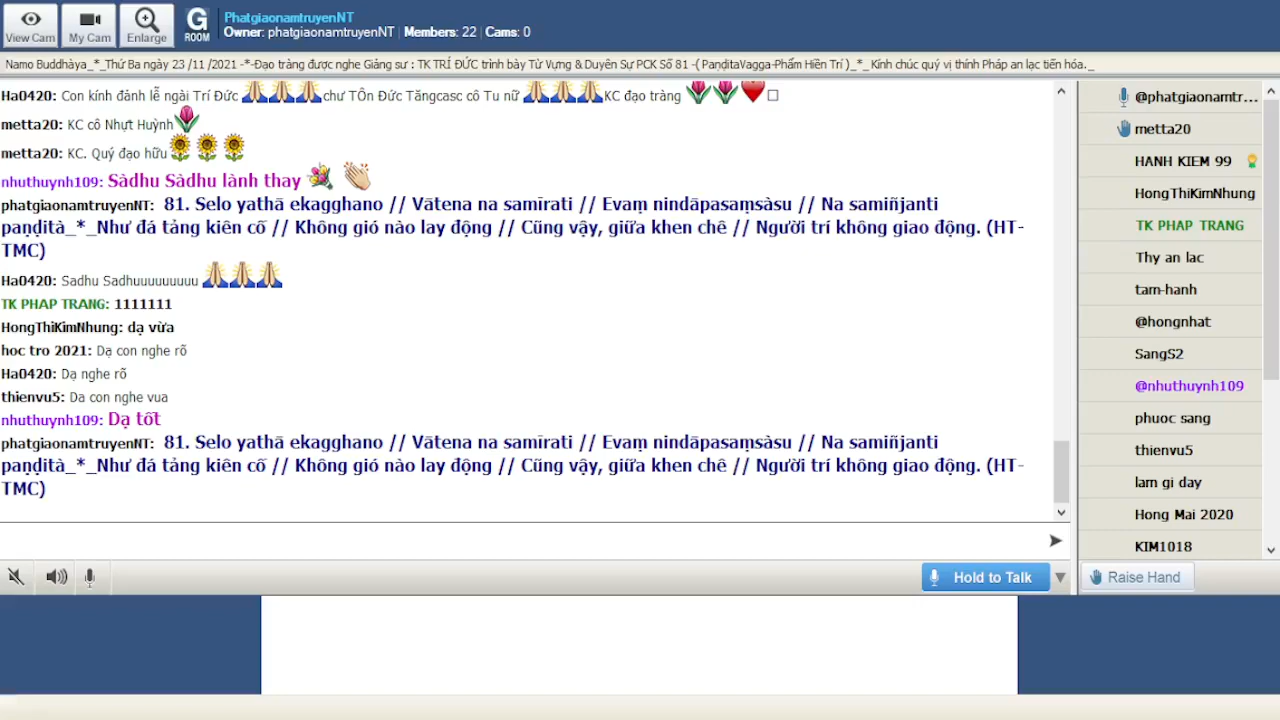 View Cam
My Cam
Enlarge
G
ROOM
PhatgiaonamtruyenNT
Owner: phatgiaonamtruyenNT | Members: 22 | Cams: 0
Namo Buddhàya_*_Thứ Ba ngày 23 /11 /2021 -*-Đạo tràng được nghe Giảng sư : TK TRÍ ĐỨC trình bày Từ Vựng & Duyên Sự PCK Số 81 -( PaṇḍitaVagga-Phẩm Hiền Trí )_*_ Kính chúc quý vị thính Pháp an lạc tiến hóa._
Ha0420: Con kính đảnh lễ ngài Trí Đức chư TÔn Đức Tăngcasc cô Tu nữ KC đạo tràng
metta20: KC cô Nhựt Huỳnh
metta20: KC. Quý đạo hữu
nhuthuynh109: Sàdhu Sàdhu lành thay
phatgiaonamtruyenNT: 81. Selo yathā ekagghano // Vātena na samīrati // Evaṃ nindāpasaṃsàsu // Na samiñjanti
paṇḍità_*_Như đá tảng kiên cố // Không gió nào lay động // Cũng vậy, giữa khen chê // Người trí không giao động. (HT-
TMC)
Ha0420: Sadhu Sadhuuuuuuuuu
TK PHAP TRANG: 1111111
HongThiKimNhung: dạ vừa
hoc tro 2021: Dạ con nghe rõ
Ha0420: Dạ nghe rõ
thienvu5: Da con nghe vua
nhuthuynh109: Dạ tốt
phatgiaonamtruyenNT: 81. Selo yathā ekagghano // Vātena na samīrati // Evaṃ nindāpasaṃsàsu // Na samiñjanti
paṇḍità_*_Như đá tảng kiên cố // Không gió nào lay động // Cũng vậy, giữa khen chê // Người trí không giao động. (HT-
TMC)
@phatgiaonamtr...
metta20
HANH KIEM 99
HongThiKimNhung
TK PHAP TRANG
Thy an lac
tam-hanh
@hongnhat
SangS2
@nhuthuynh109
phuoc sang
thienvu5
lam gi day
Hong Mai 2020
KIM1018
Hold to Talk
Raise Hand